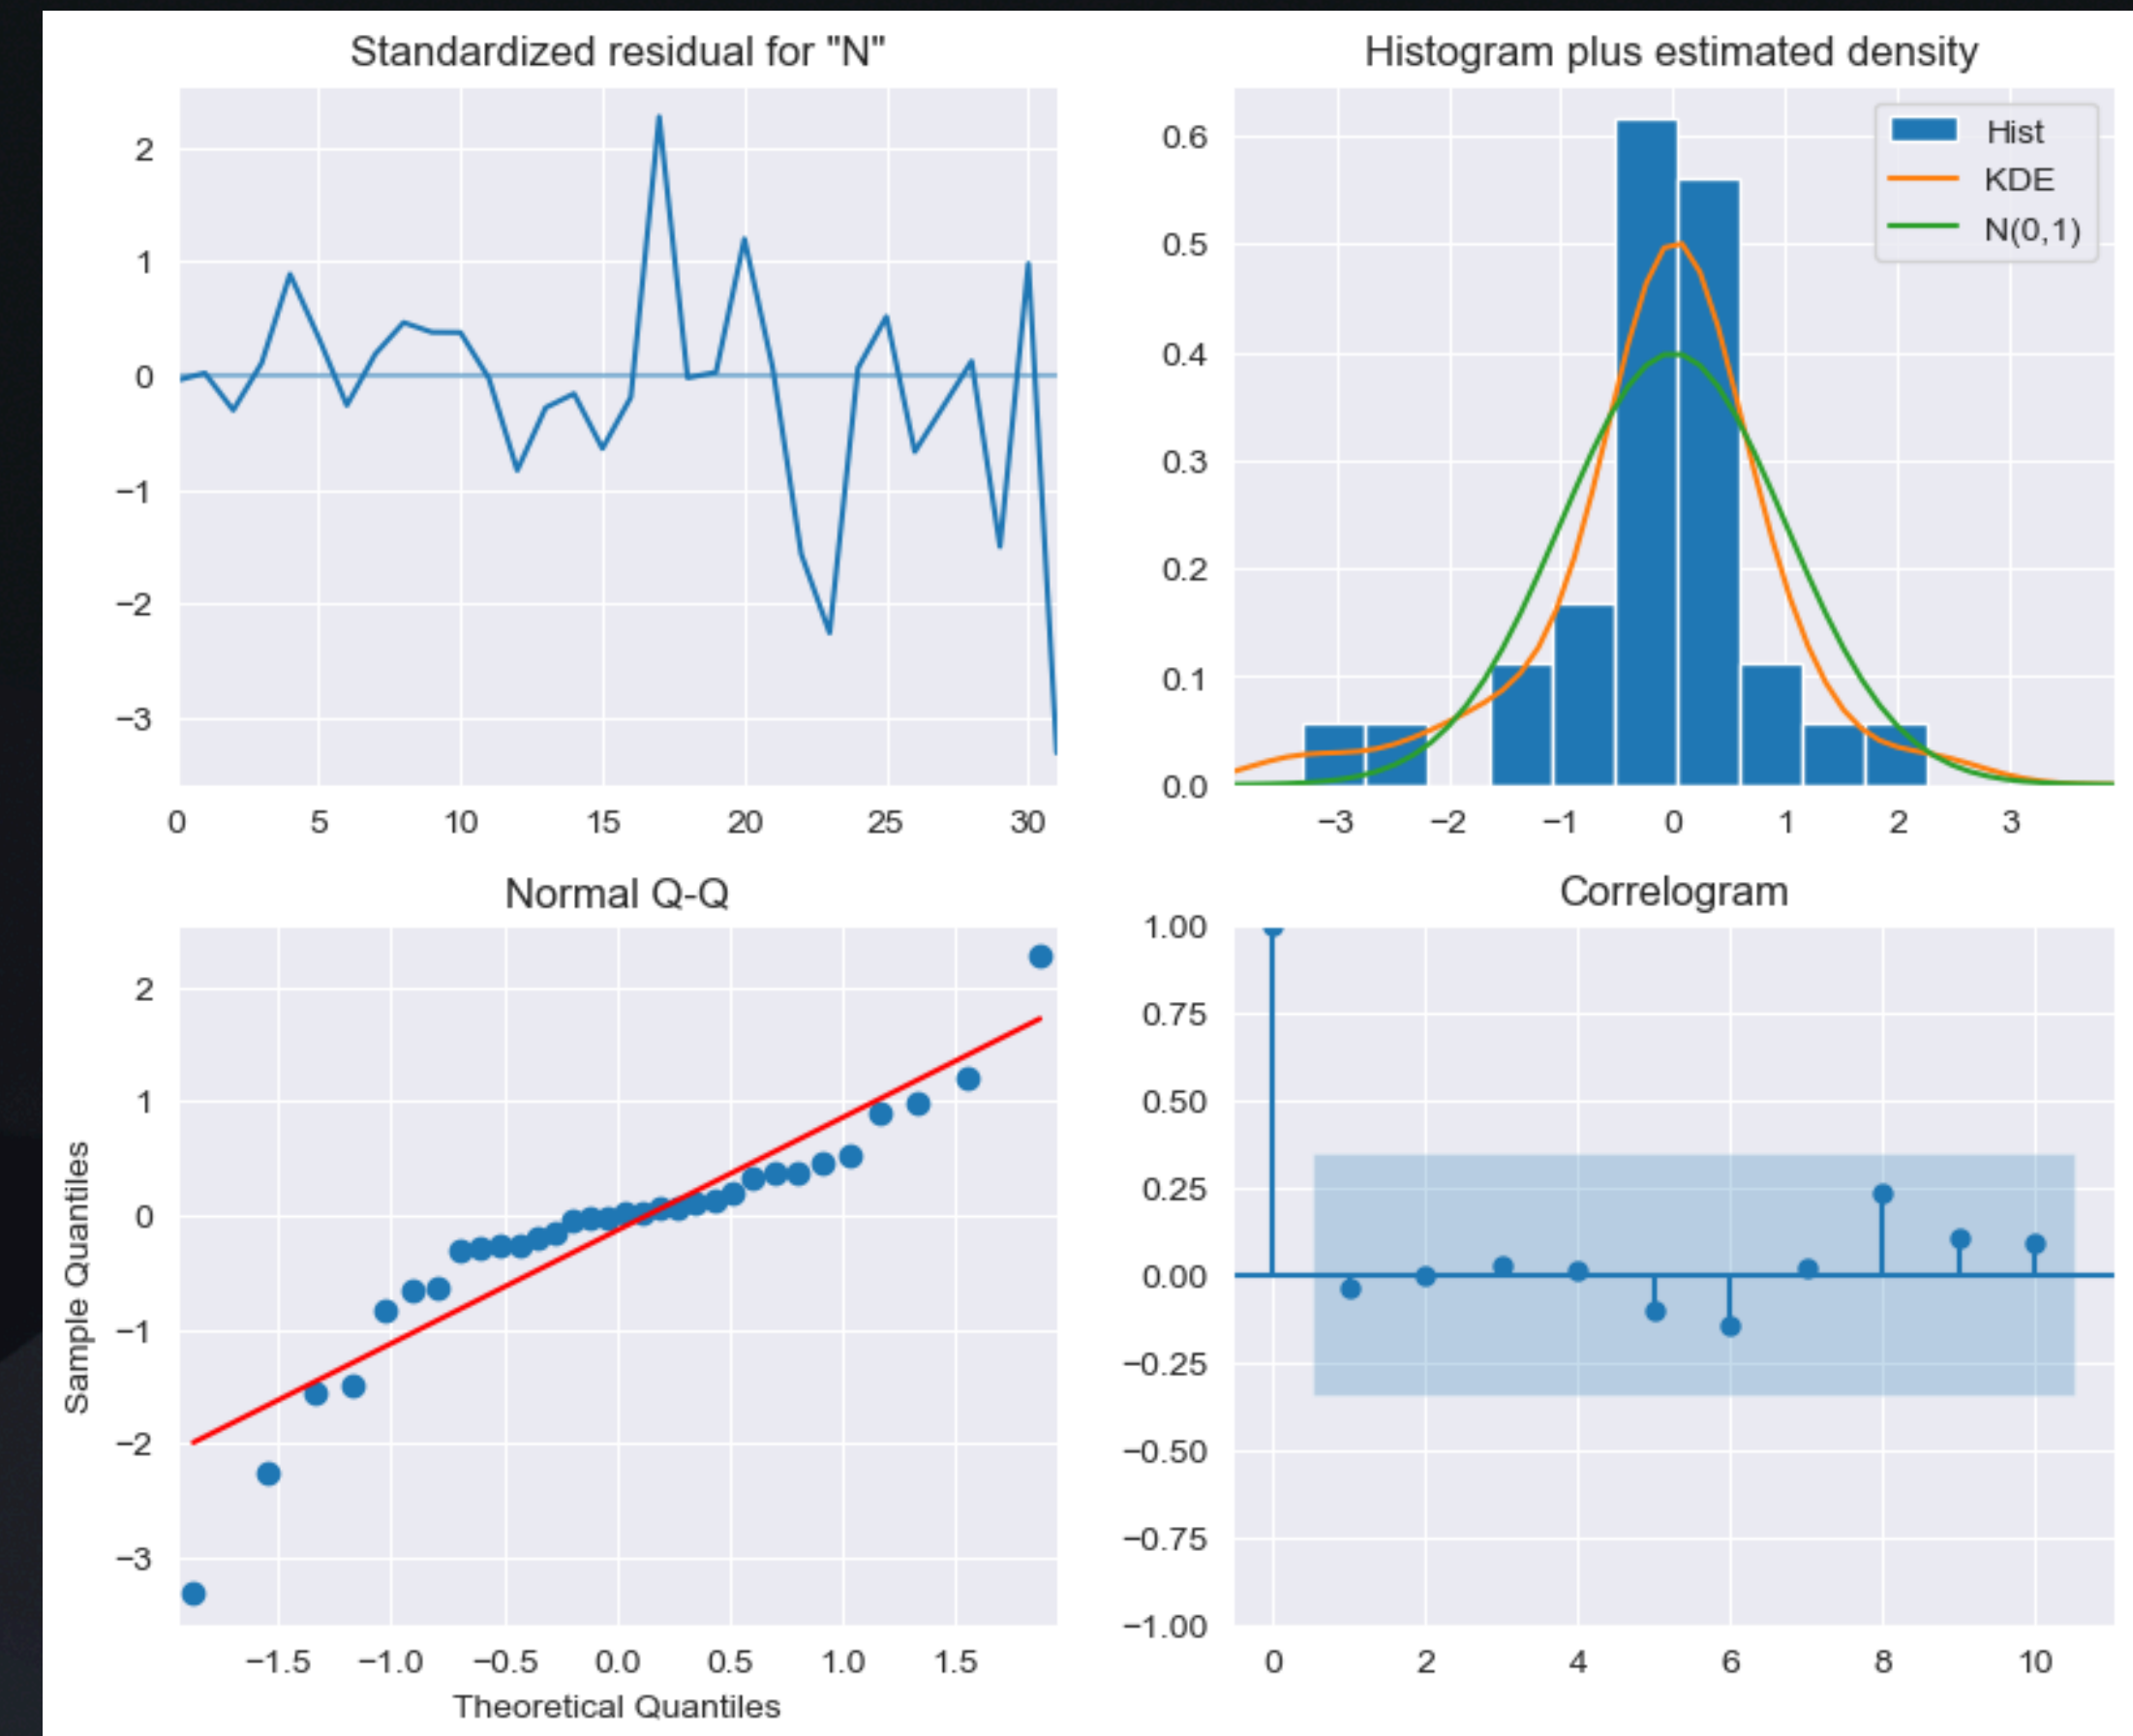 Standardized residual for "N"
2
1
0
−1
−2
−3
0 5 10 15 20 25 30
Histogram plus estimated density
Hist
KDE
N(0,1)
0.6
0.5
0.4
0.3
0.2
0.1
0.0
−3 −2 −1 0 1 2 3
Normal Q-Q
Sample Quantiles
2
1
0
−1
−2
−3
−1.5 −1.0 −0.5 0.0 0.5 1.0 1.5
Theoretical Quantiles
Correlogram
1.00
0.75
0.50
0.25
0.00
−0.25
−0.50
−0.75
−1.00
0 2 4 6 8 10